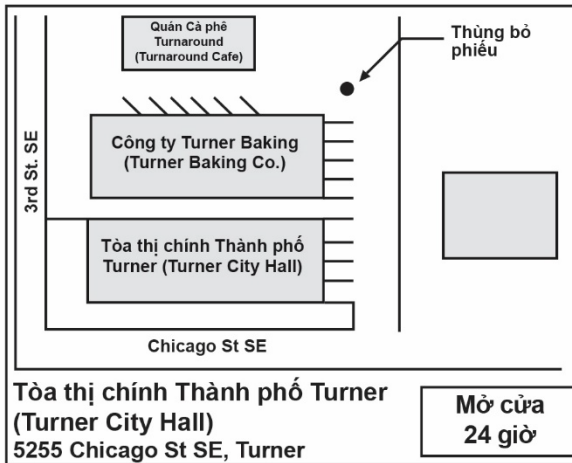 Quán Cà phê
Turnaround
(Turnaround Cafe)
Thùng bỏ
phiếu
3rd St. SE
Công ty Turner Baking
(Turner Baking Co.)
Tòa thị chính Thành phố
Turner (Turner City Hall)
Chicago St SE
Tòa thị chính Thành phố Turner
(Turner City Hall)
5255 Chicago St SE, Turner
Mở cửa
24 giờ